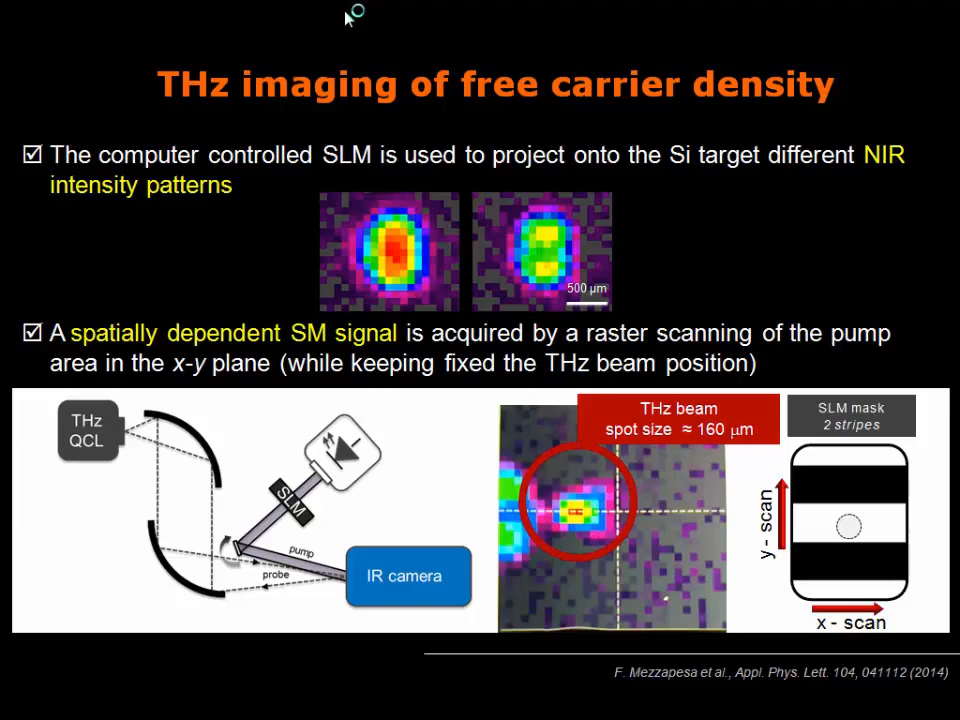 THz imaging of free carrier density
The computer controlled SLM is used to project onto the Si target different NIR
intensity patterns
500 µm
A spatially dependent SM signal is acquired by a raster scanning of the pump
area in the x-y plane (while keeping fixed the THz beam position)
THz
QCL
SLM
pump
probe
IR camera
THz beam
spot size ≈ 160 µm
SLM mask
2 stripes
y - scan
x - scan
F. Mezzapesa et al., Appl. Phys. Lett. 104, 041112 (2014)